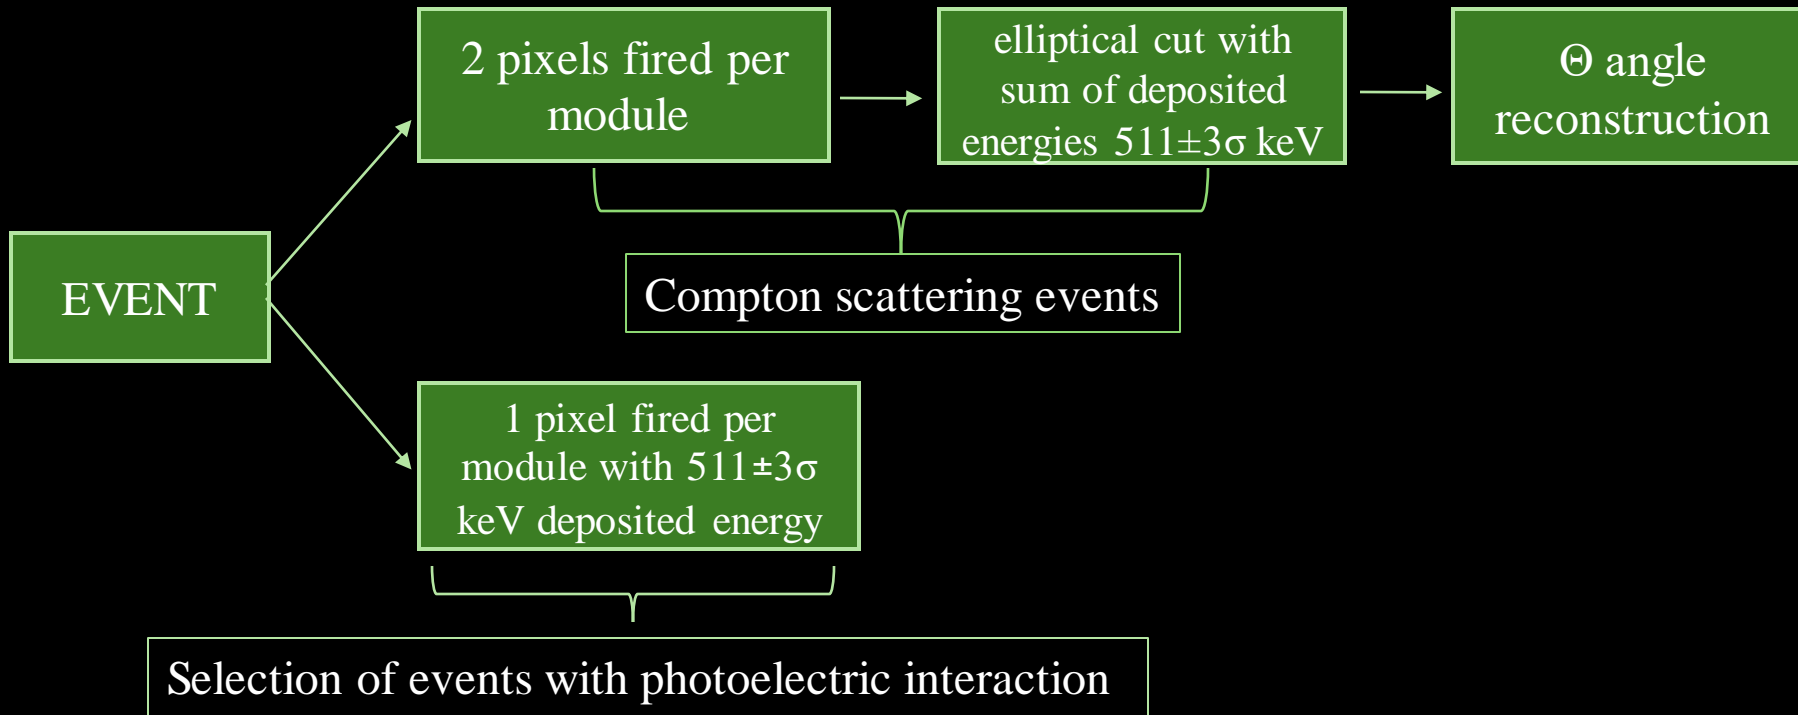 2 pixels fired per
module
elliptical cut with
sum of deposited
energies 511±3σ keV
Θ angle
reconstruction
EVENT
Compton scattering events
1 pixel fired per
module with 511±3σ
keV deposited energy
Selection of events with photoelectric interaction